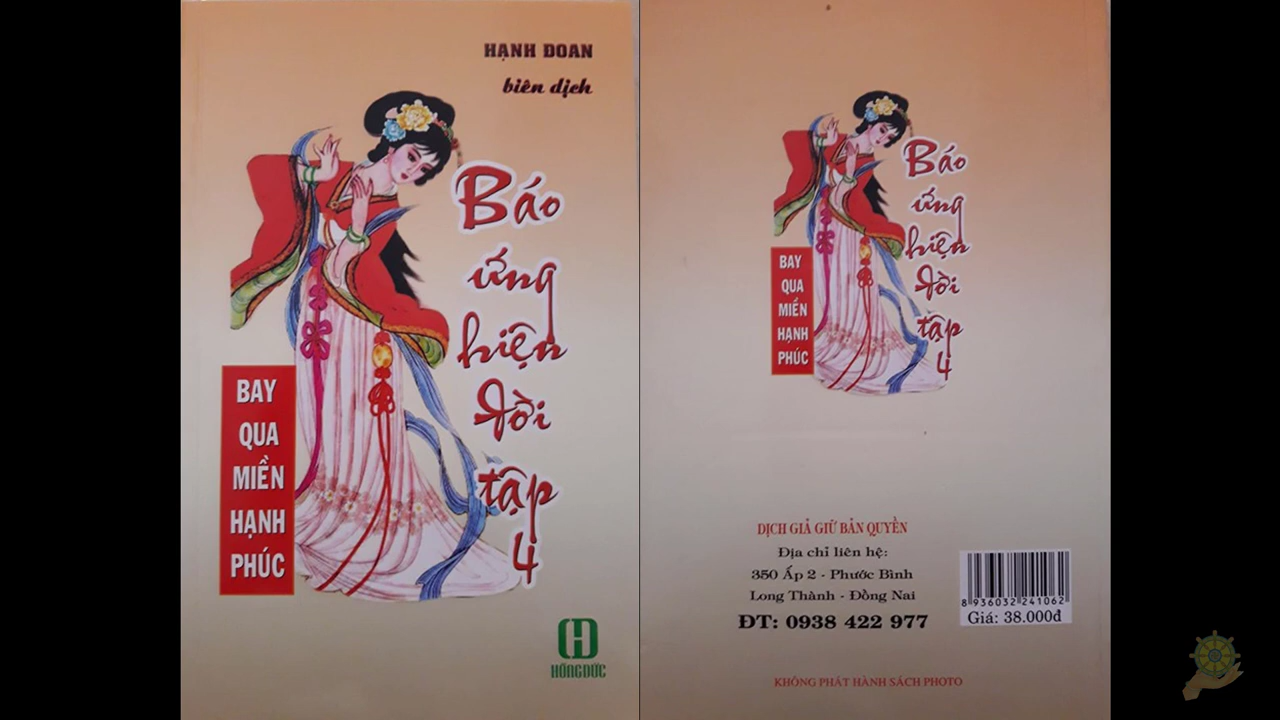 HẠNH ĐOAN
biên dịch
Báo
ứng
hiện
đời
tập
4
BAY
QUA
MIỀN
HẠNH
PHÚC
HỒNG ĐỨC
Báo
ứng
hiện
đời
tập
4
BAY
QUA
MIỀN
HẠNH
PHÚC
DỊCH GIẢ GIỮ BẢN QUYỀN
Địa chỉ liên hệ:
350 Ấp 2 - Phước Bình
Long Thành - Đồng Nai
ĐT: 0938 422 977
8 936032 241062
Giá: 38.000đ
KHÔNG PHÁT HÀNH SÁCH PHOTO